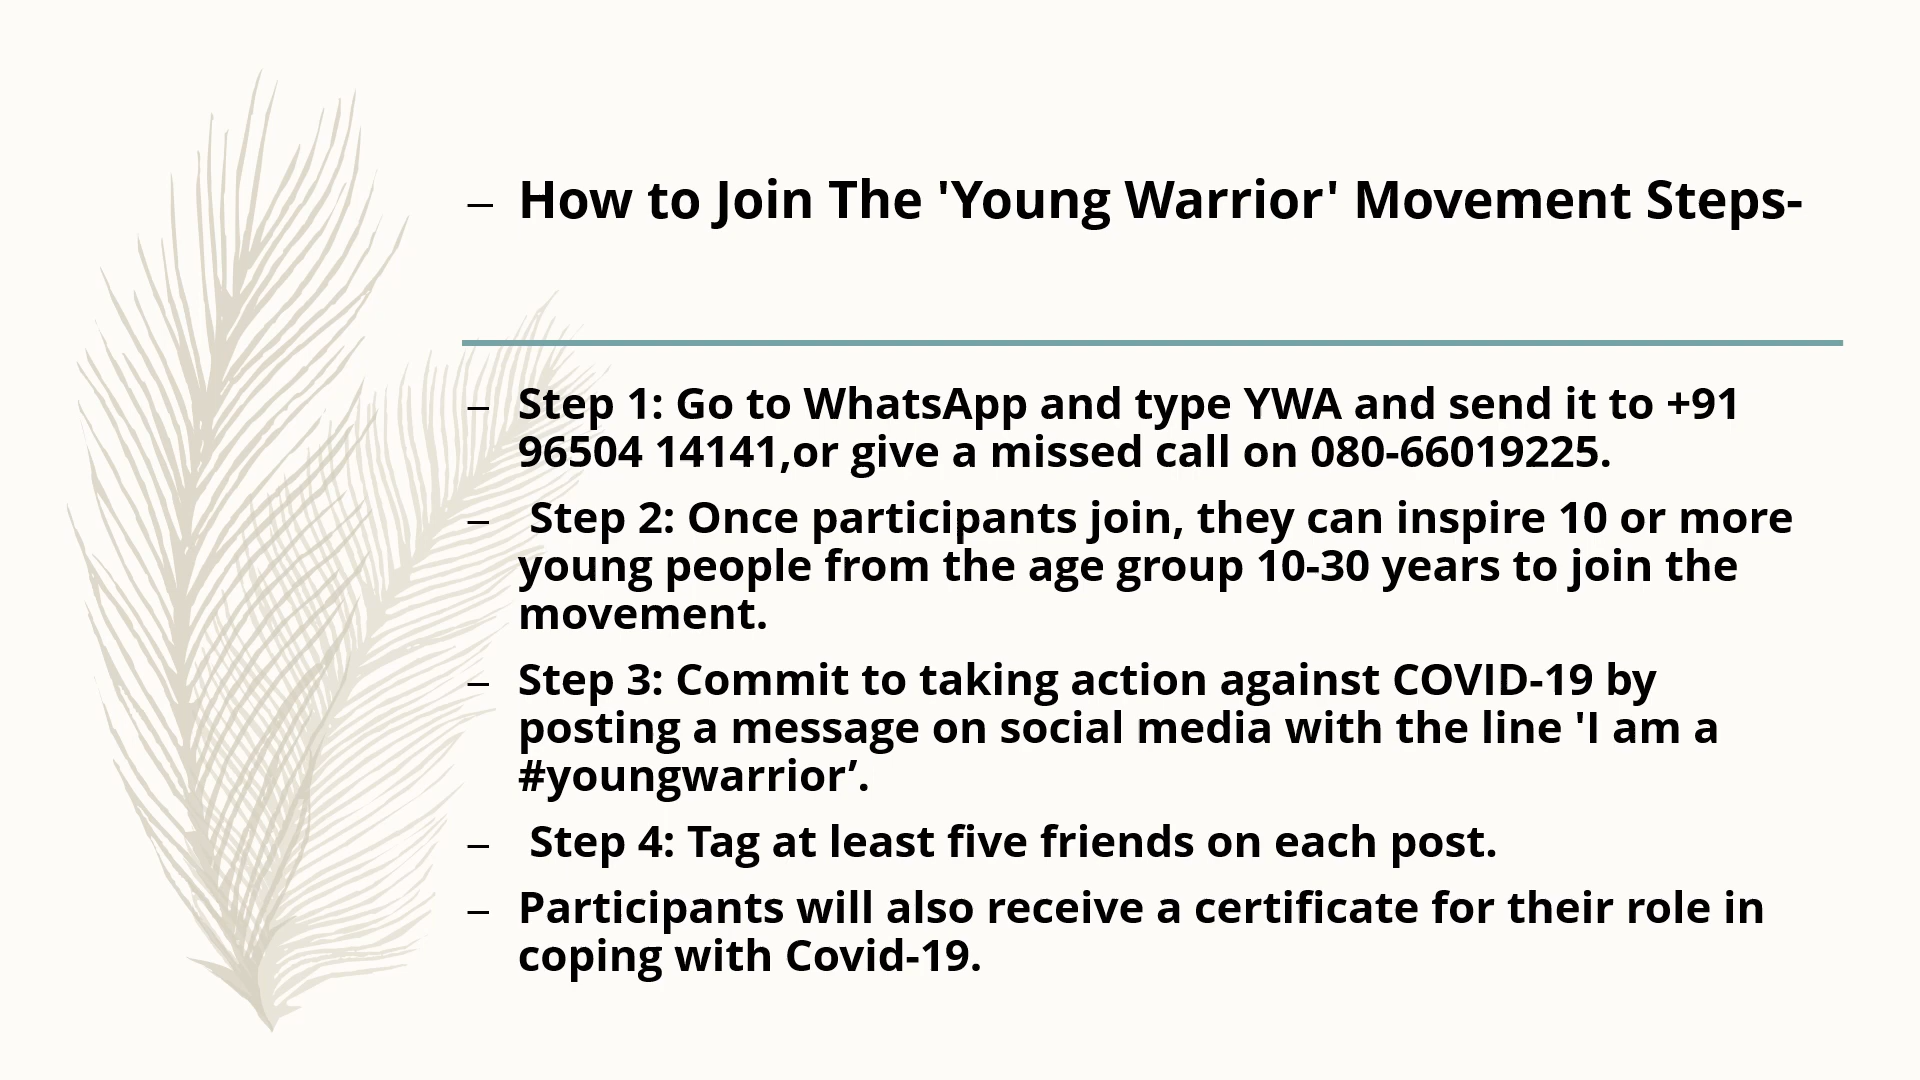 – How to Join The 'Young Warrior' Movement Steps-
– Step 1: Go to WhatsApp and type YWA and send it to +91
96504 14141,or give a missed call on 080-66019225.
– Step 2: Once participants join, they can inspire 10 or more
young people from the age group 10-30 years to join the
movement.
– Step 3: Commit to taking action against COVID-19 by
posting a message on social media with the line 'I am a
#youngwarrior’.
– Step 4: Tag at least five friends on each post.
– Participants will also receive a certificate for their role in
coping with Covid-19.